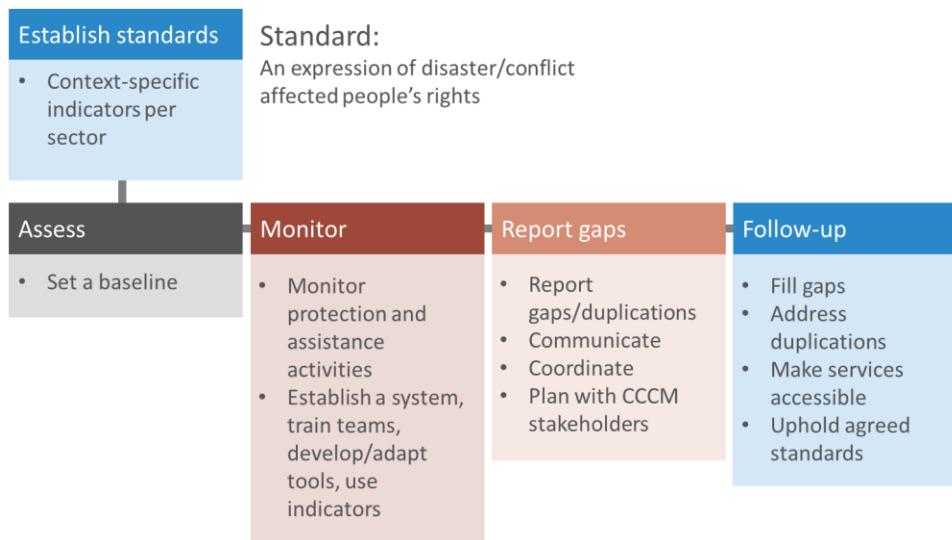 Establish standards
• Context-specific
indicators per
sector
Standard:
An expression of disaster/conflict
affected people’s rights
Assess
• Set a baseline
Monitor
• Monitor
protection and
assistance
activities
• Establish a system,
train teams,
develop/adapt
tools, use
indicators
Report gaps
• Report
gaps/duplications
• Communicate
• Coordinate
• Plan with CCCM
stakeholders
Follow-up
• Fill gaps
• Address
duplications
• Make services
accessible
• Uphold agreed
standards